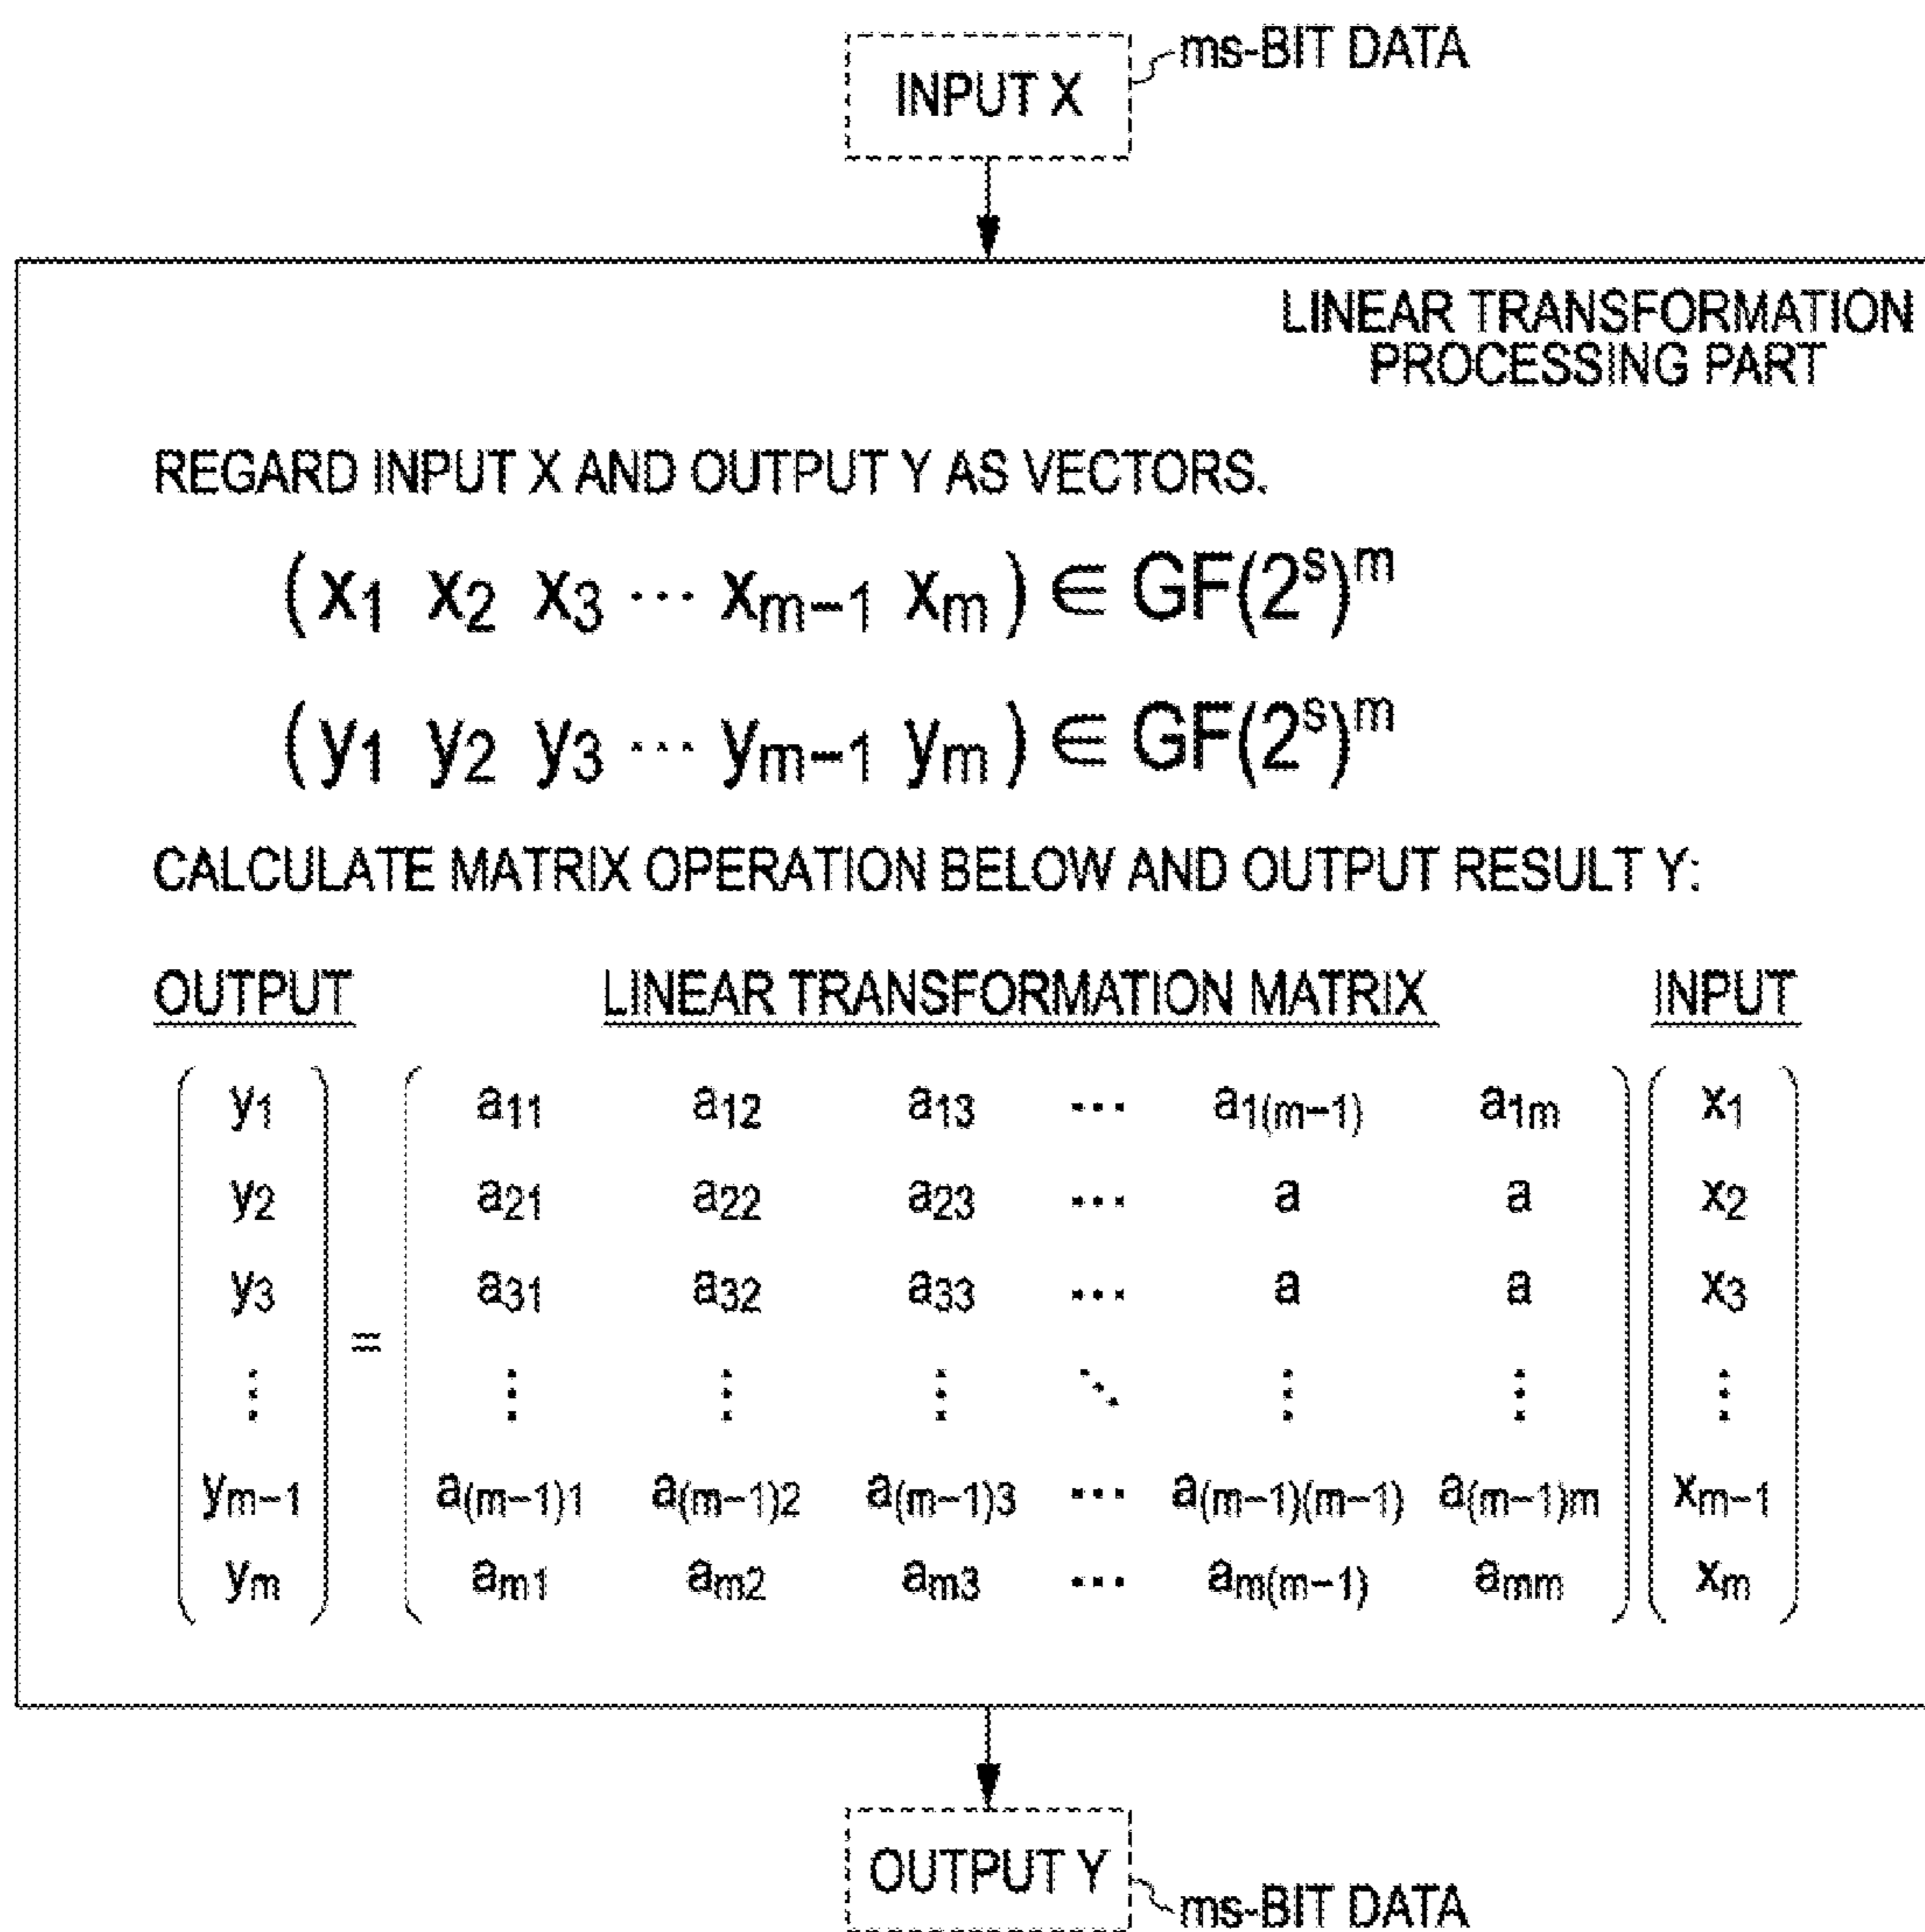 INPUT X
ms-BIT DATA
LINEAR TRANSFORMATION
PROCESSING PART
REGARD INPUT X AND OUTPUT Y AS VECTORS.
(x₁ x₂ x₃ ⋯ xₘ₋₁ xₘ) ∈ GF(2ˢ)ᵐ
(y₁ y₂ y₃ ⋯ yₘ₋₁ yₘ) ∈ GF(2ˢ)ᵐ
CALCULATE MATRIX OPERATION BELOW AND OUTPUT RESULT Y:
OUTPUT LINEAR TRANSFORMATION MATRIX INPUT
y₁ a₁₁ a₁₂ a₁₃ ⋯ a₁₍ₘ₋₁₎ a₁ₘ x₁
y₂ a₂₁ a₂₂ a₂₃ ⋯ a a x₂
y₃ a₃₁ a₃₂ a₃₃ ⋯ a a x₃
⋮ = ⋮ ⋮ ⋮ ⋱ ⋮ ⋮ ⋮
yₘ₋₁ a₍ₘ₋₁₎₁ a₍ₘ₋₁₎₂ a₍ₘ₋₁₎₃ ⋯ a₍ₘ₋₁₎₍ₘ₋₁₎ a₍ₘ₋₁₎ₘ xₘ₋₁
yₘ aₘ₁ aₘ₂ aₘ₃ ⋯ aₘ₍ₘ₋₁₎ aₘₘ xₘ
OUTPUT Y
ms-BIT DATA